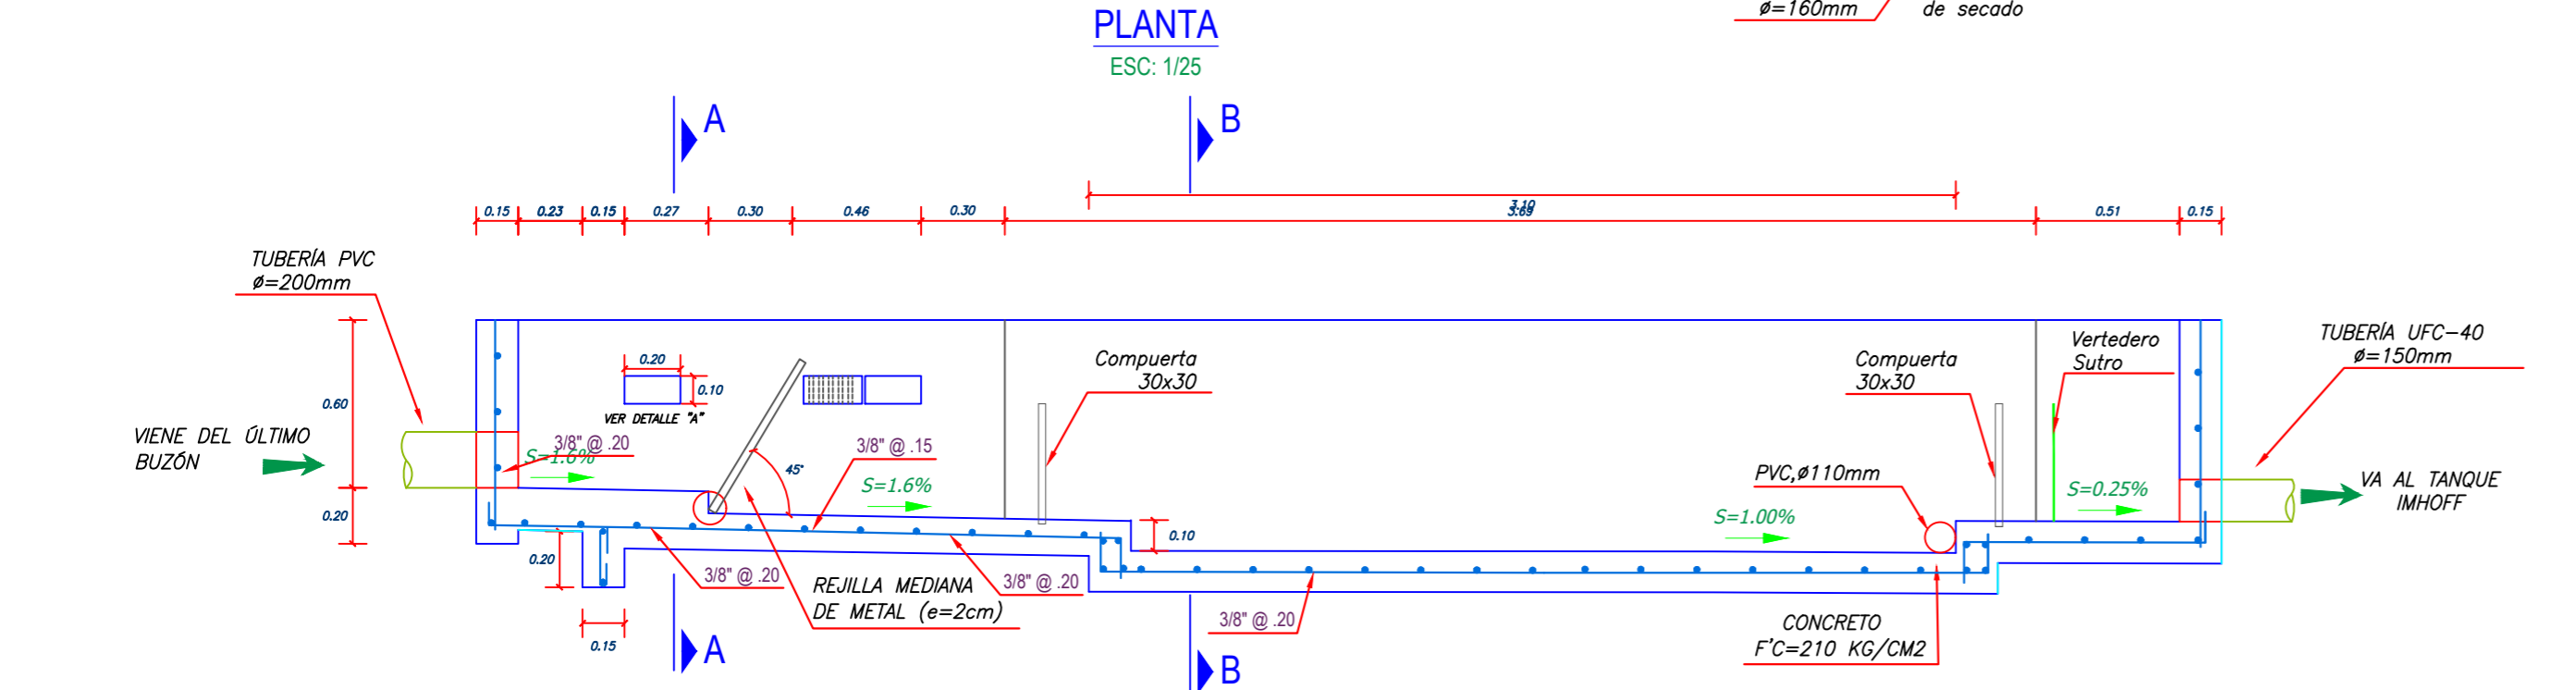 ø=160mm
de secado
PLANTA
ESC: 1/25
A
B
3.10
0.15 0.23 0.15 0.27 0.30 0.46 0.30 3.69 0.51 0.15
TUBERÍA PVC
ø=200mm
0.60
0.20
VIENE DEL ÚLTIMO
BUZÓN
0.20
0.10
VER DETALLE "A"
3/8" @ .20
S=1.6%
45°
3/8" @ .15
S=1.6%
Compuerta
30x30
0.10
0.20
0.15
3/8" @ .20
REJILLA MEDIANA
DE METAL (e=2cm)
3/8" @ .20
3/8" @ .20
S=1.00%
PVC,ø110mm
Compuerta
30x30
Vertedero
Sutro
S=0.25%
TUBERÍA UFC-40
ø=150mm
VA AL TANQUE
IMHOFF
CONCRETO
F'C=210 KG/CM2
A
B